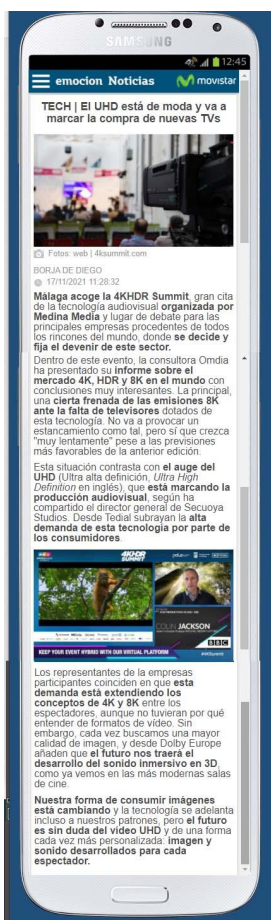 SAMSUNG
12:45
emocion Noticias
movistar
TECH | El UHD está de moda y va a
marcar la compra de nuevas TVs
Fotos: web | 4ksummit.com
BORJA DE DIEGO
17/11/2021 11:28:32
Málaga acoge la 4KHDR Summit, gran cita
de la tecnología audiovisual organizada por
Medina Media y lugar de debate para las
principales empresas procedentes de todos
los rincones del mundo, donde se decide y
fija el devenir de este sector.
Dentro de este evento, la consultora Omdia
ha presentado su informe sobre el
mercado 4K, HDR y 8K en el mundo con
conclusiones muy interesantes. La principal,
una cierta frenada de las emisiones 8K
ante la falta de televisores dotados de
esta tecnología. No va a provocar un
estancamiento como tal, pero sí que crezca
"muy lentamente" pese a las previsiones
más favorables de la anterior edición.
Esta situación contrasta con el auge del
UHD (Ultra alta definición, Ultra High
Definition en inglés), que está marcando la
producción audiovisual, según ha
compartido el director general de Secuoya
Studios. Desde Tedial subrayan la alta
demanda de esta tecnología por parte de
los consumidores.
4KHDR
SUMMIT
COLIN JACKSON
BBC
KEEP YOUR EVENT HYBRID WITH OUR VIRTUAL PLATFORM
#4KSummit
Los representantes de la empresas
participantes coinciden en que esta
demanda está extendiendo los
conceptos de 4K y 8K entre los
espectadores, aunque no tuvieran por qué
entender de formatos de vídeo. Sin
embargo, cada vez buscamos una mayor
calidad de imagen, y desde Dolby Europe
añaden que el futuro nos traerá el
desarrollo del sonido inmersivo en 3D,
como ya vemos en las más modernas salas
de cine.
Nuestra forma de consumir imágenes
está cambiando y la tecnología se adelanta
incluso a nuestros patrones, pero el futuro
es sin duda del vídeo UHD y de una forma
cada vez más personalizada: imagen y
sonido desarrollados para cada
espectador.